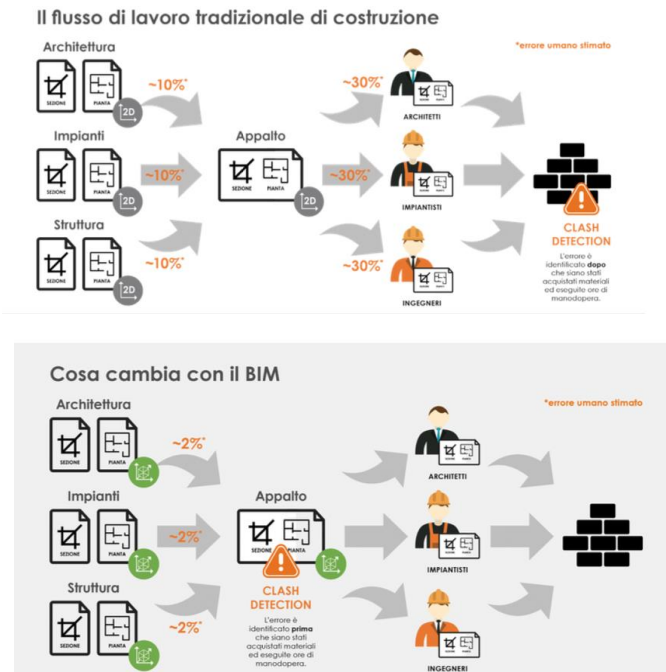 Il flusso di lavoro tradizionale di costruzione
Architettura
*errore umano stimato
~10%*
~30%*
SEZIONE
PIANTA
2D
ARCHITETTI
Impianti
Appalto
~10%*
~30%*
SEZIONE
PIANTA
2D
SEZIONE
PIANTA
2D
IMPIANTISTI
Struttura
CLASH
DETECTION
L'errore è
identificato dopo
che siano stati
acquistati materiali
ed eseguite ore di
manodopera.
~10%*
~30%*
SEZIONE
PIANTA
2D
INGEGNERI
Cosa cambia con il BIM
Architettura
*errore umano stimato
~2%*
SEZIONE
PIANTA
ARCHITETTI
Impianti
Appalto
~2%*
SEZIONE
PIANTA
SEZIONE
PIANTA
IMPIANTISTI
Struttura
CLASH
DETECTION
L'errore è
identificato prima
che siano stati
acquistati materiali
ed eseguite ore di
manodopera.
~2%*
SEZIONE
PIANTA
INGEGNERI